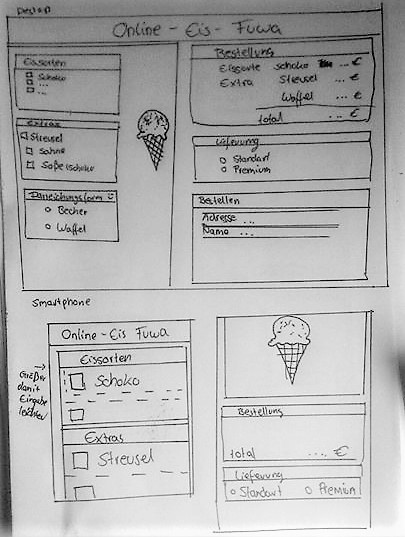 Design
Online - Eis - Fuwa
Eissorten
Schoko
...
...
Extras
Streusel
Sahne
Soße (Schoko
Darreichungsform
Becher
Waffel
Bestellung
Eissorte Schoko ... €
Extra Streusel ... €
Waffel ... €
total ... €
Lieferung
Standart
Premium
Bestellen
Adresse ...
Name ...
Smartphone
Online - Eis Fuwa
Eissorten
Schoko
Extras
Streusel
→
Größer
damit
Eingabe
leichter
Bestellung
total .... €
Lieferung
Standart Premium